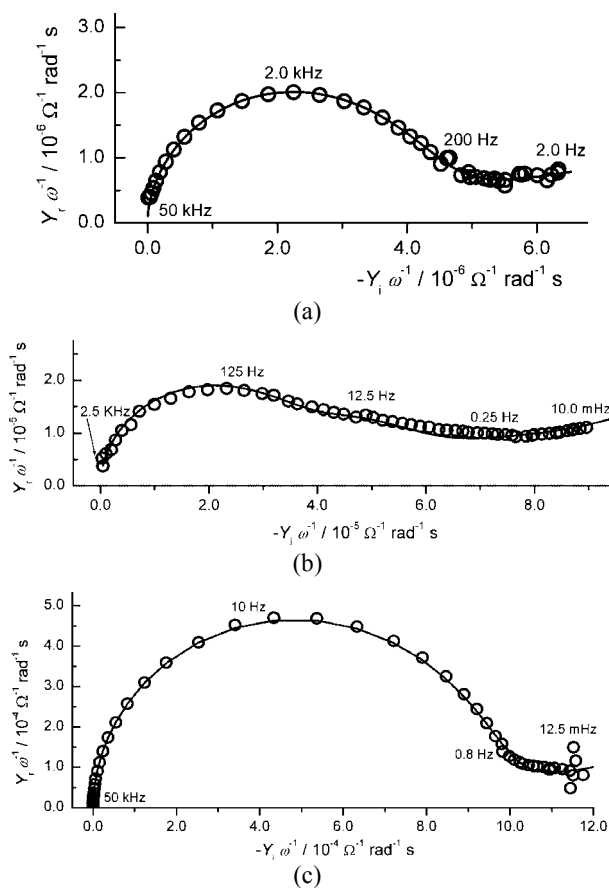 Y_r ω^-1 / 10^-6 Ω^-1 rad^-1 s
3.0
2.0
1.0
0.0
2.0 kHz
200 Hz
2.0 Hz
50 kHz
0.0 2.0 4.0 6.0
-Y_i ω^-1 / 10^-6 Ω^-1 rad^-1 s
(a)
Y_r ω^-1 / 10^-5 Ω^-1 rad^-1 s
2.0
1.0
0.0
2.5 KHz
125 Hz
12.5 Hz
0.25 Hz
10.0 mHz
0.0 2.0 4.0 6.0 8.0
-Y_i ω^-1 / 10^-5 Ω^-1 rad^-1 s
(b)
Y_r ω^-1 / 10^-4 Ω^-1 rad^-1 s
5.0
4.0
3.0
2.0
1.0
0.0
10 Hz
12.5 mHz
0.8 Hz
50 kHz
0.0 2.0 4.0 6.0 8.0 10.0 12.0
-Y_i ω^-1 / 10^-4 Ω^-1 rad^-1 s
(c)